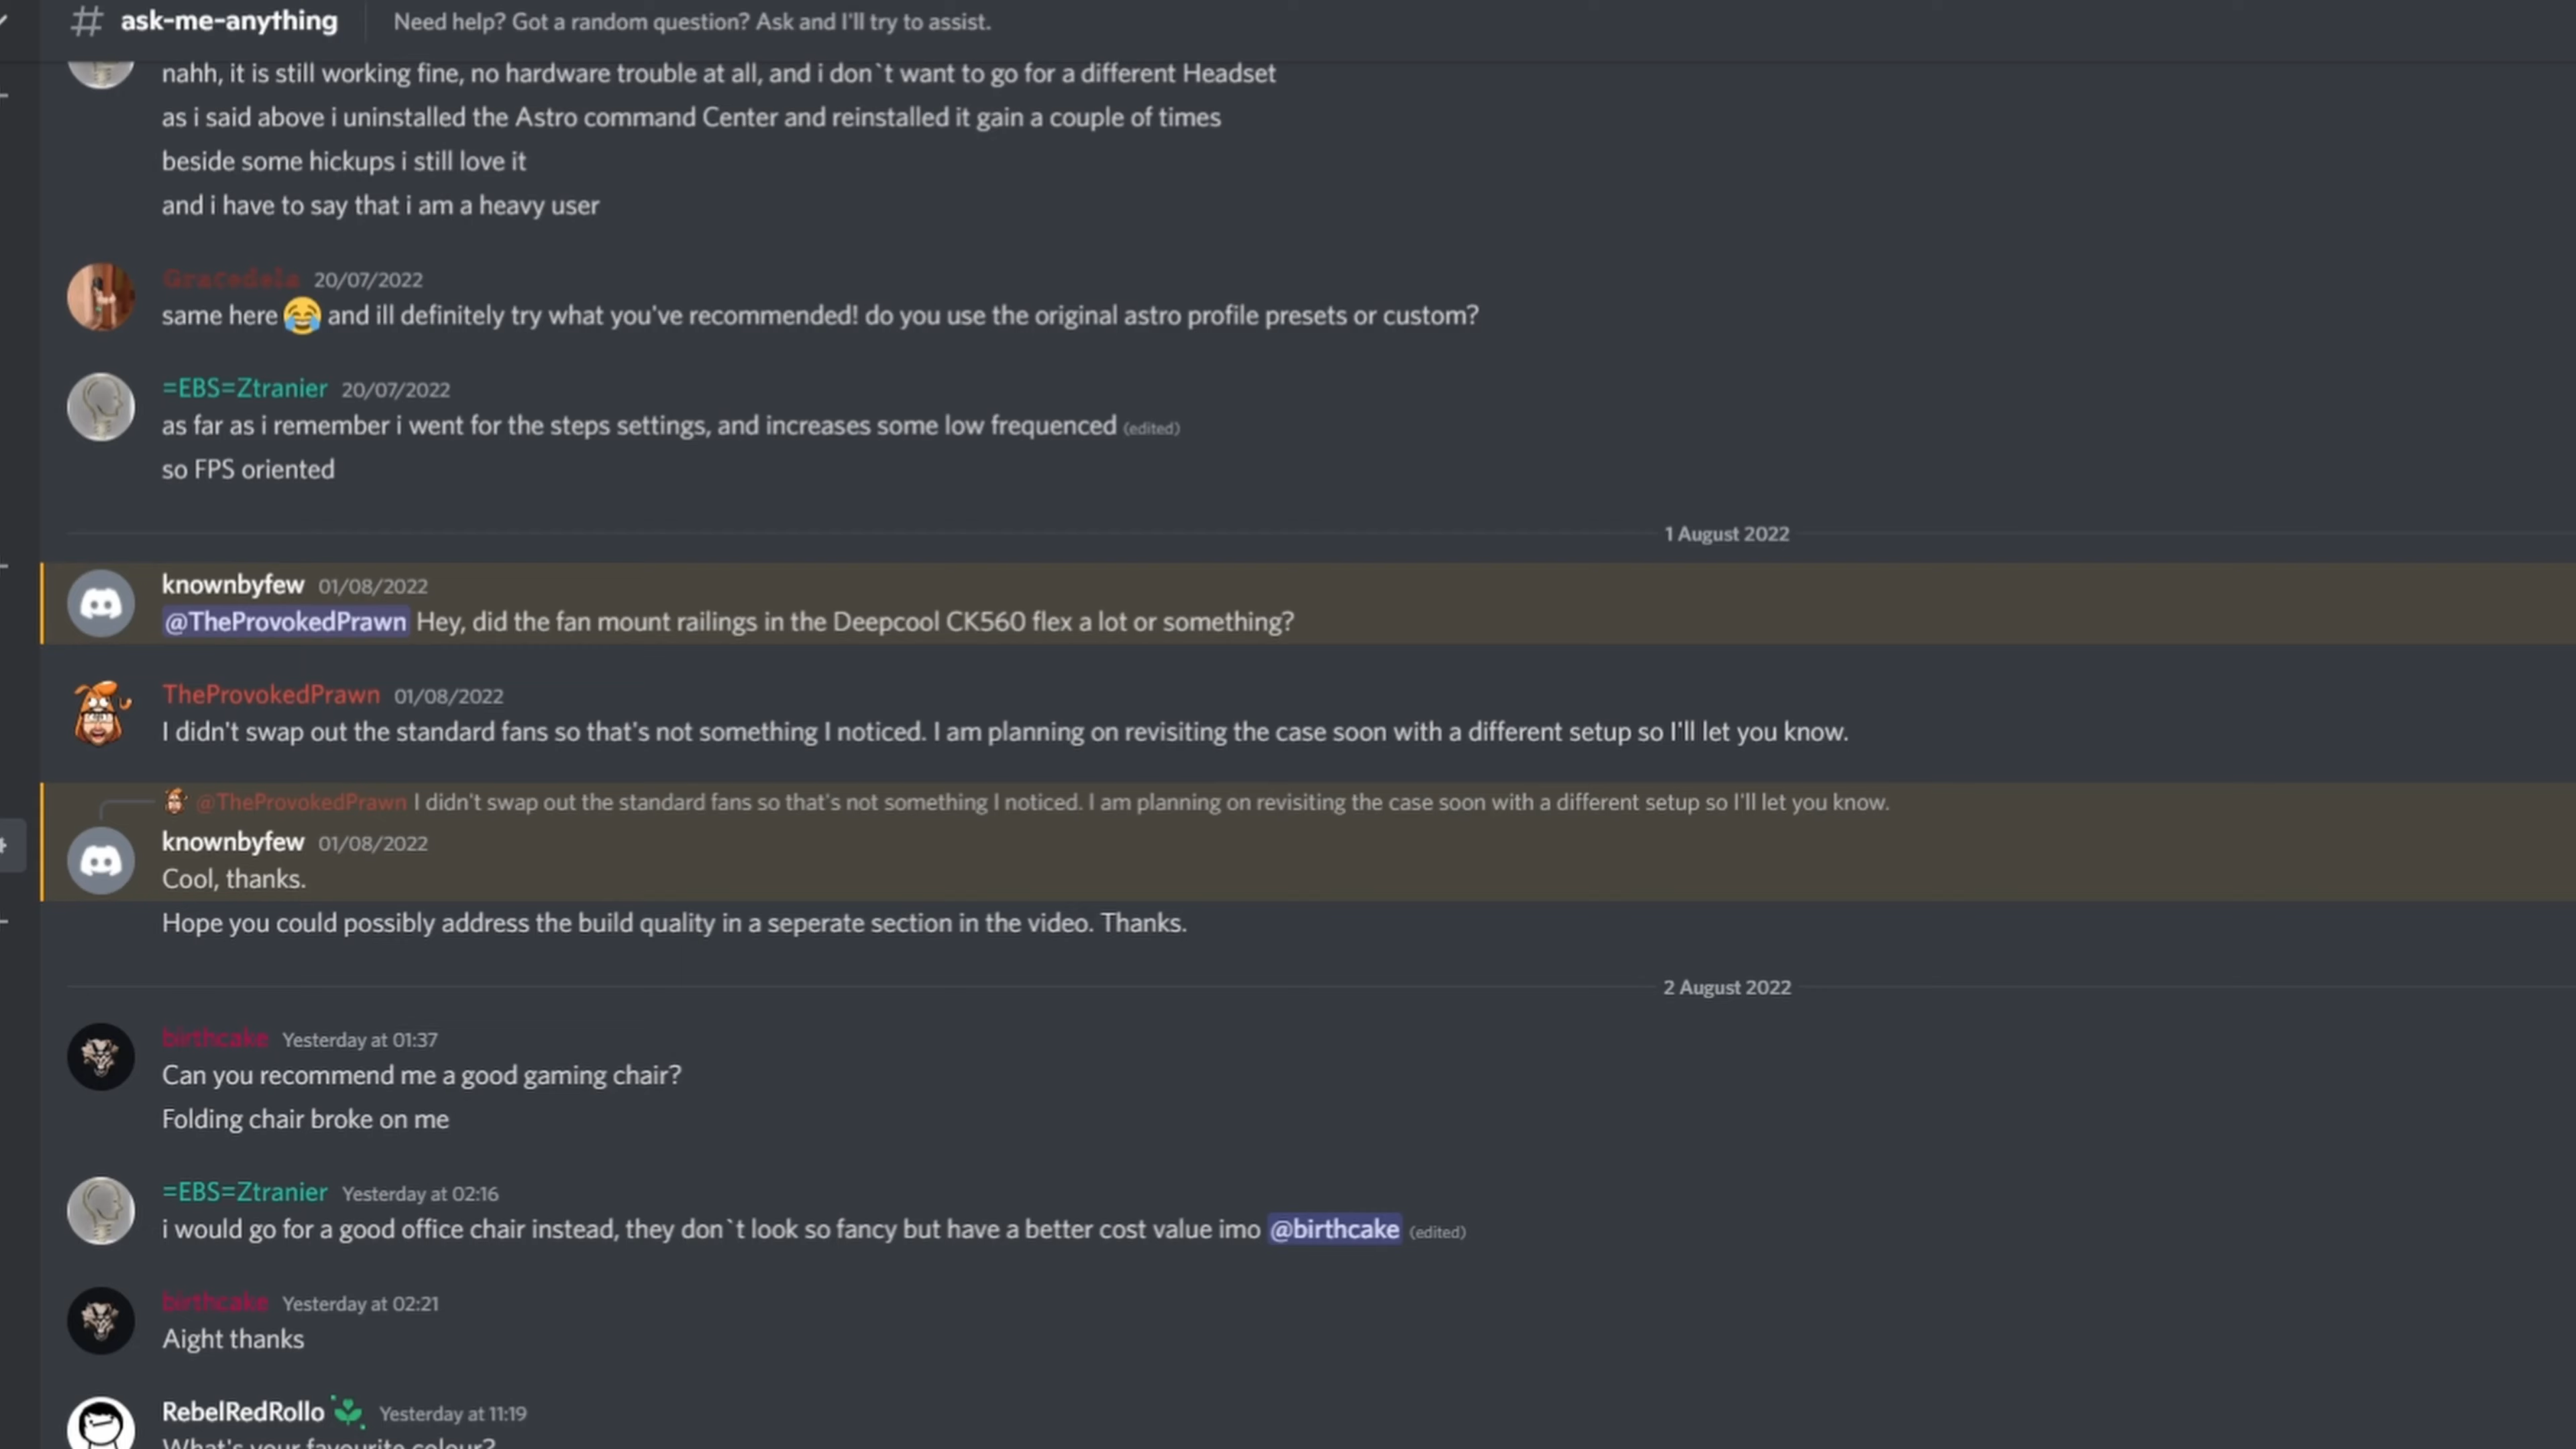 # ask-me-anything Need help? Got a random question? Ask and I'll try to assist.
nahh, it is still working fine, no hardware trouble at all, and i don`t want to go for a different Headset
as i said above i uninstalled the Astro command Center and reinstalled it gain a couple of times
beside some hickups i still love it
and i have to say that i am a heavy user
Gracedela 20/07/2022
same here 😂 and ill definitely try what you've recommended! do you use the original astro profile presets or custom?
=EBS=Ztranier 20/07/2022
as far as i remember i went for the steps settings, and increases some low frequenced (edited)
so FPS oriented
1 August 2022
knownbyfew 01/08/2022
@TheProvokedPrawn Hey, did the fan mount railings in the Deepcool CK560 flex a lot or something?
TheProvokedPrawn 01/08/2022
I didn't swap out the standard fans so that's not something I noticed. I am planning on revisiting the case soon with a different setup so I'll let you know.
@TheProvokedPrawn I didn't swap out the standard fans so that's not something I noticed. I am planning on revisiting the case soon with a different setup so I'll let you know.
knownbyfew 01/08/2022
Cool, thanks.
Hope you could possibly address the build quality in a seperate section in the video. Thanks.
2 August 2022
birthcake Yesterday at 01:37
Can you recommend me a good gaming chair?
Folding chair broke on me
=EBS=Ztranier Yesterday at 02:16
i would go for a good office chair instead, they don`t look so fancy but have a better cost value imo @birthcake (edited)
birthcake Yesterday at 02:21
Aight thanks
RebelRedRollo Yesterday at 11:19
What's your favourite colour?